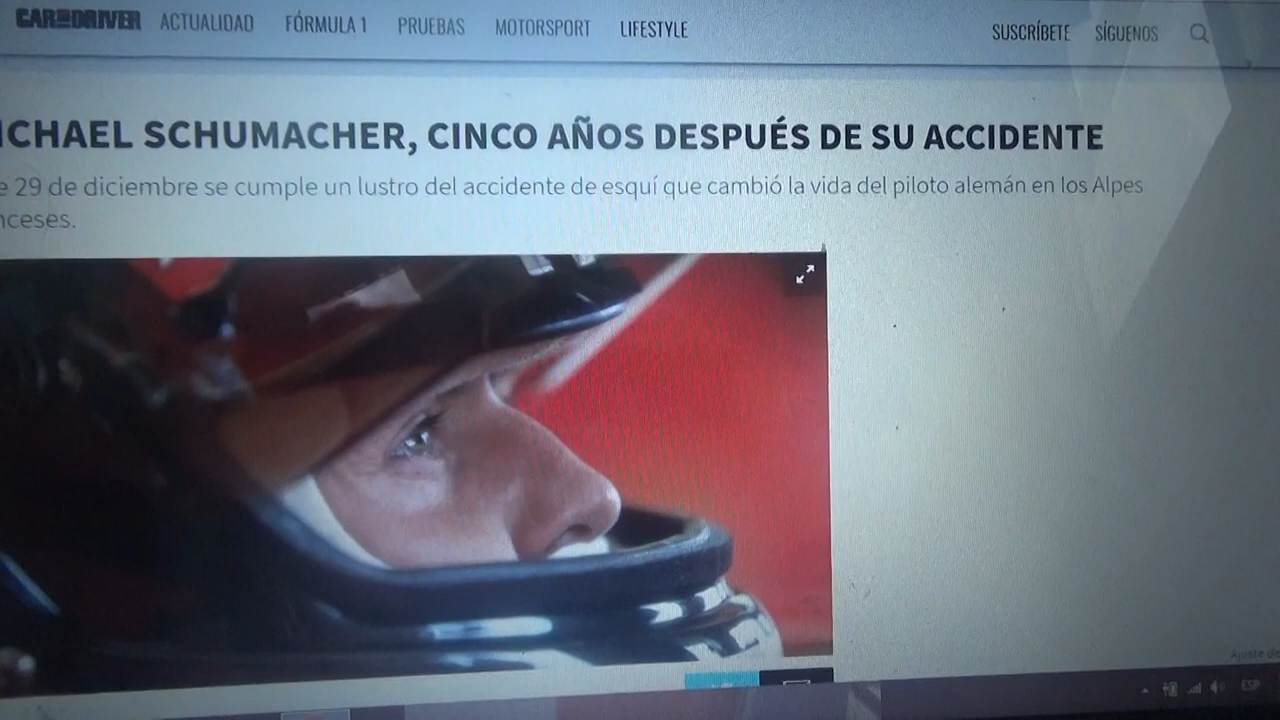 CAR AND DRIVER ACTUALIDAD FÓRMULA 1 PRUEBAS MOTORSPORT LIFESTYLE SUSCRÍBETE SÍGUENOS
ICHAEL SCHUMACHER, CINCO AÑOS DESPUÉS DE SU ACCIDENTE
e 29 de diciembre se cumple un lustro del accidente de esquí que cambió la vida del piloto alemán en los Alpes
nceses.
Ajuste de
ESP